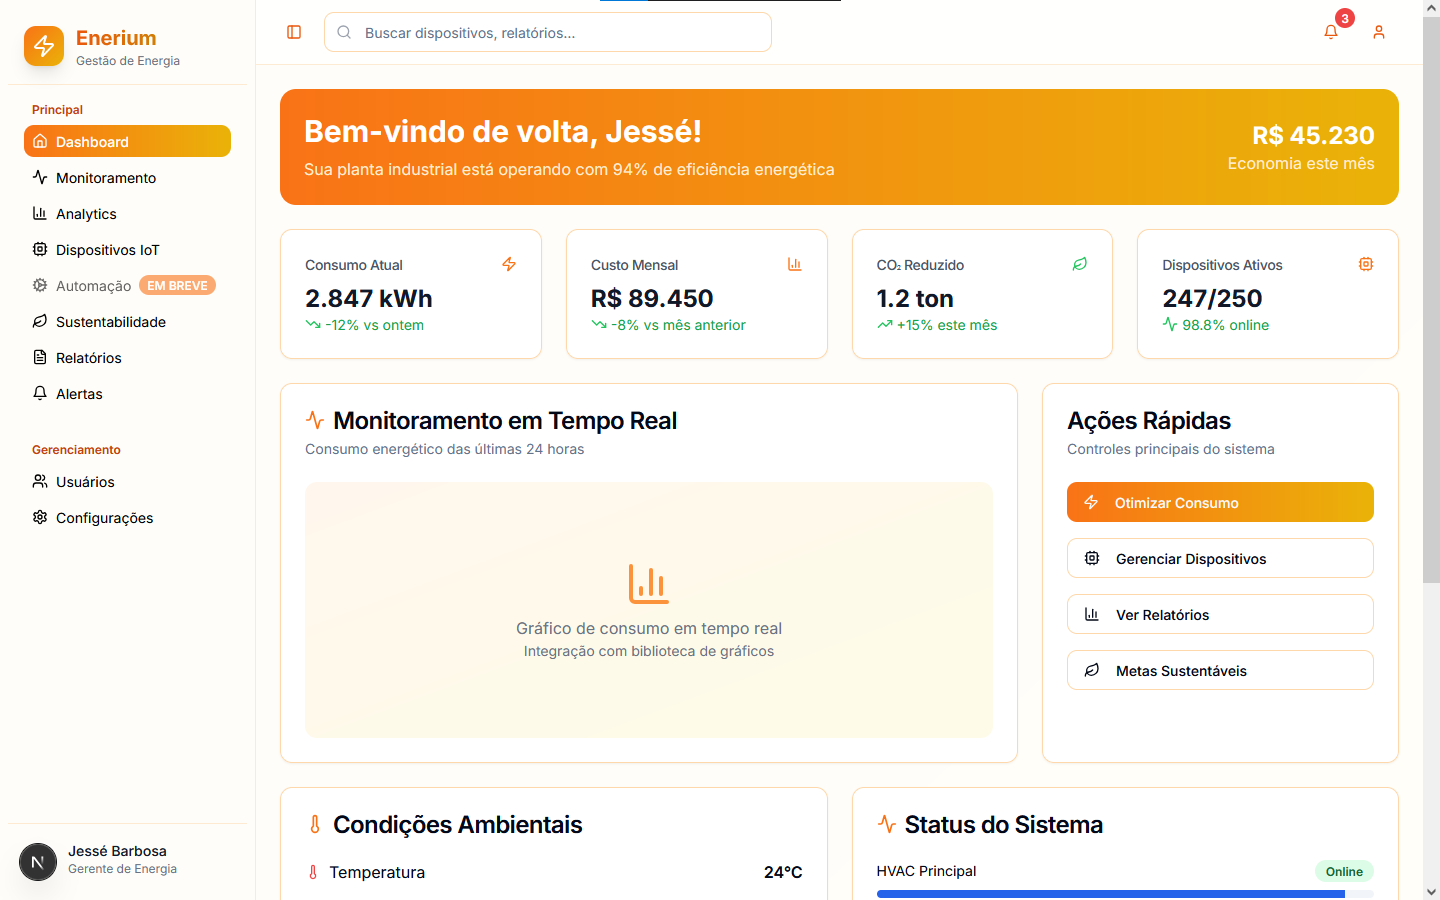 Enerium
Gestão de Energia
Principal
Dashboard
Monitoramento
Analytics
Dispositivos IoT
Automação EM BREVE
Sustentabilidade
Relatórios
Alertas
Gerenciamento
Usuários
Configurações
N
Jessé Barbosa
Gerente de Energia
Buscar dispositivos, relatórios...
3
Bem-vindo de volta, Jessé!
Sua planta industrial está operando com 94% de eficiência energética
R$ 45.230
Economia este mês
Consumo Atual
2.847 kWh
-12% vs ontem
Custo Mensal
R$ 89.450
-8% vs mês anterior
CO₂ Reduzido
1.2 ton
+15% este mês
Dispositivos Ativos
247/250
98.8% online
Monitoramento em Tempo Real
Consumo energético das últimas 24 horas
Gráfico de consumo em tempo real
Integração com biblioteca de gráficos
Ações Rápidas
Controles principais do sistema
Otimizar Consumo
Gerenciar Dispositivos
Ver Relatórios
Metas Sustentáveis
Condições Ambientais
Temperatura 24°C
Status do Sistema
HVAC Principal Online